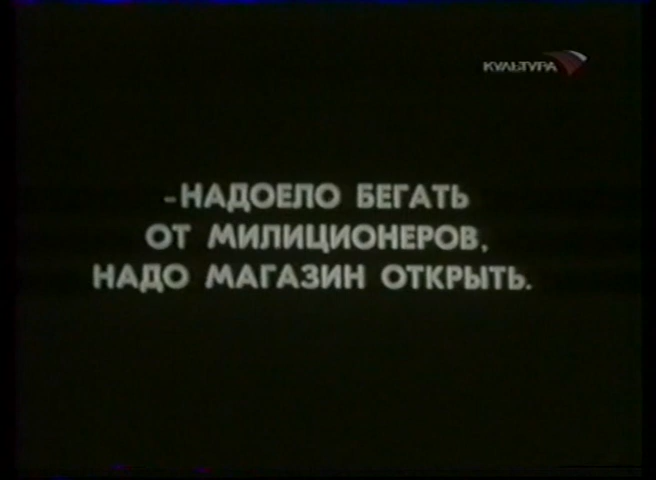 КУЛЬТУРА
-НАДОЕЛО БЕГАТЬ
ОТ МИЛИЦИОНЕРОВ,
НАДО МАГАЗИН ОТКРЫТЬ.